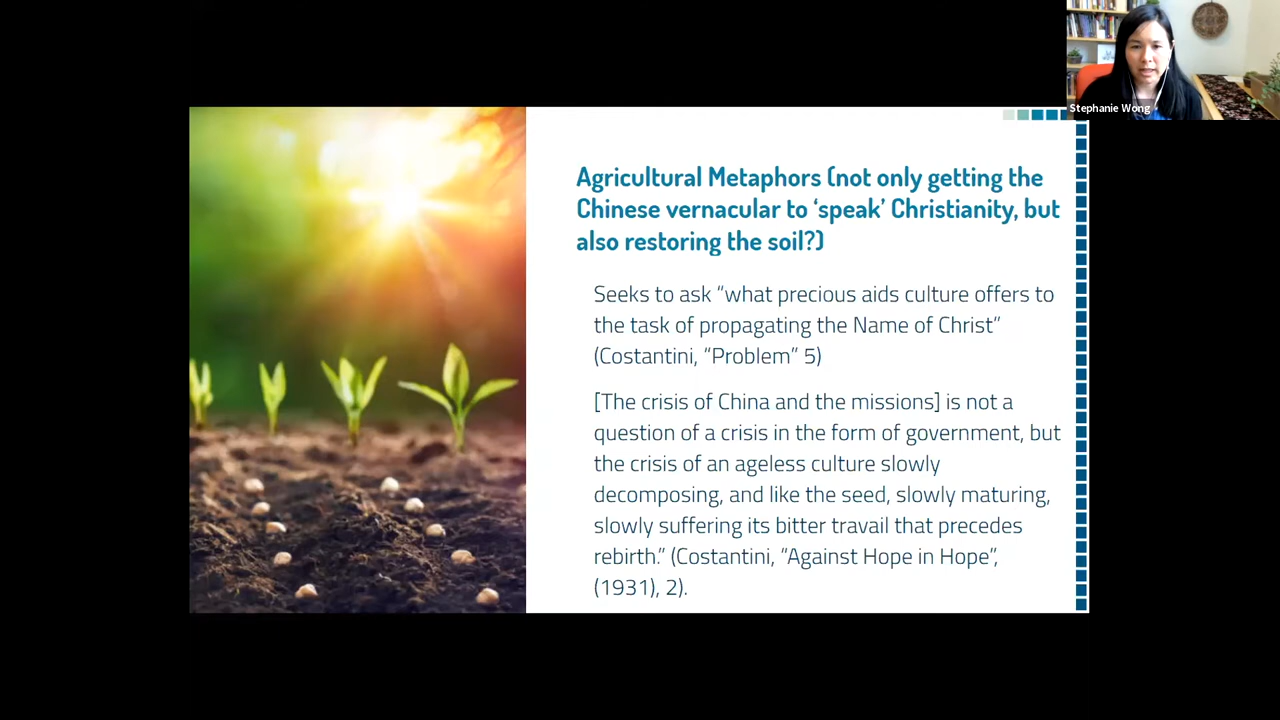 Stephanie Wong
Agricultural Metaphors (not only getting the
Chinese vernacular to ‘speak’ Christianity, but
also restoring the soil?)
Seeks to ask “what precious aids culture offers to
the task of propagating the Name of Christ”
(Costantini, “Problem” 5)
[The crisis of China and the missions] is not a
question of a crisis in the form of government, but
the crisis of an ageless culture slowly
decomposing, and like the seed, slowly maturing,
slowly suffering its bitter travail that precedes
rebirth.” (Costantini, “Against Hope in Hope”,
(1931), 2).